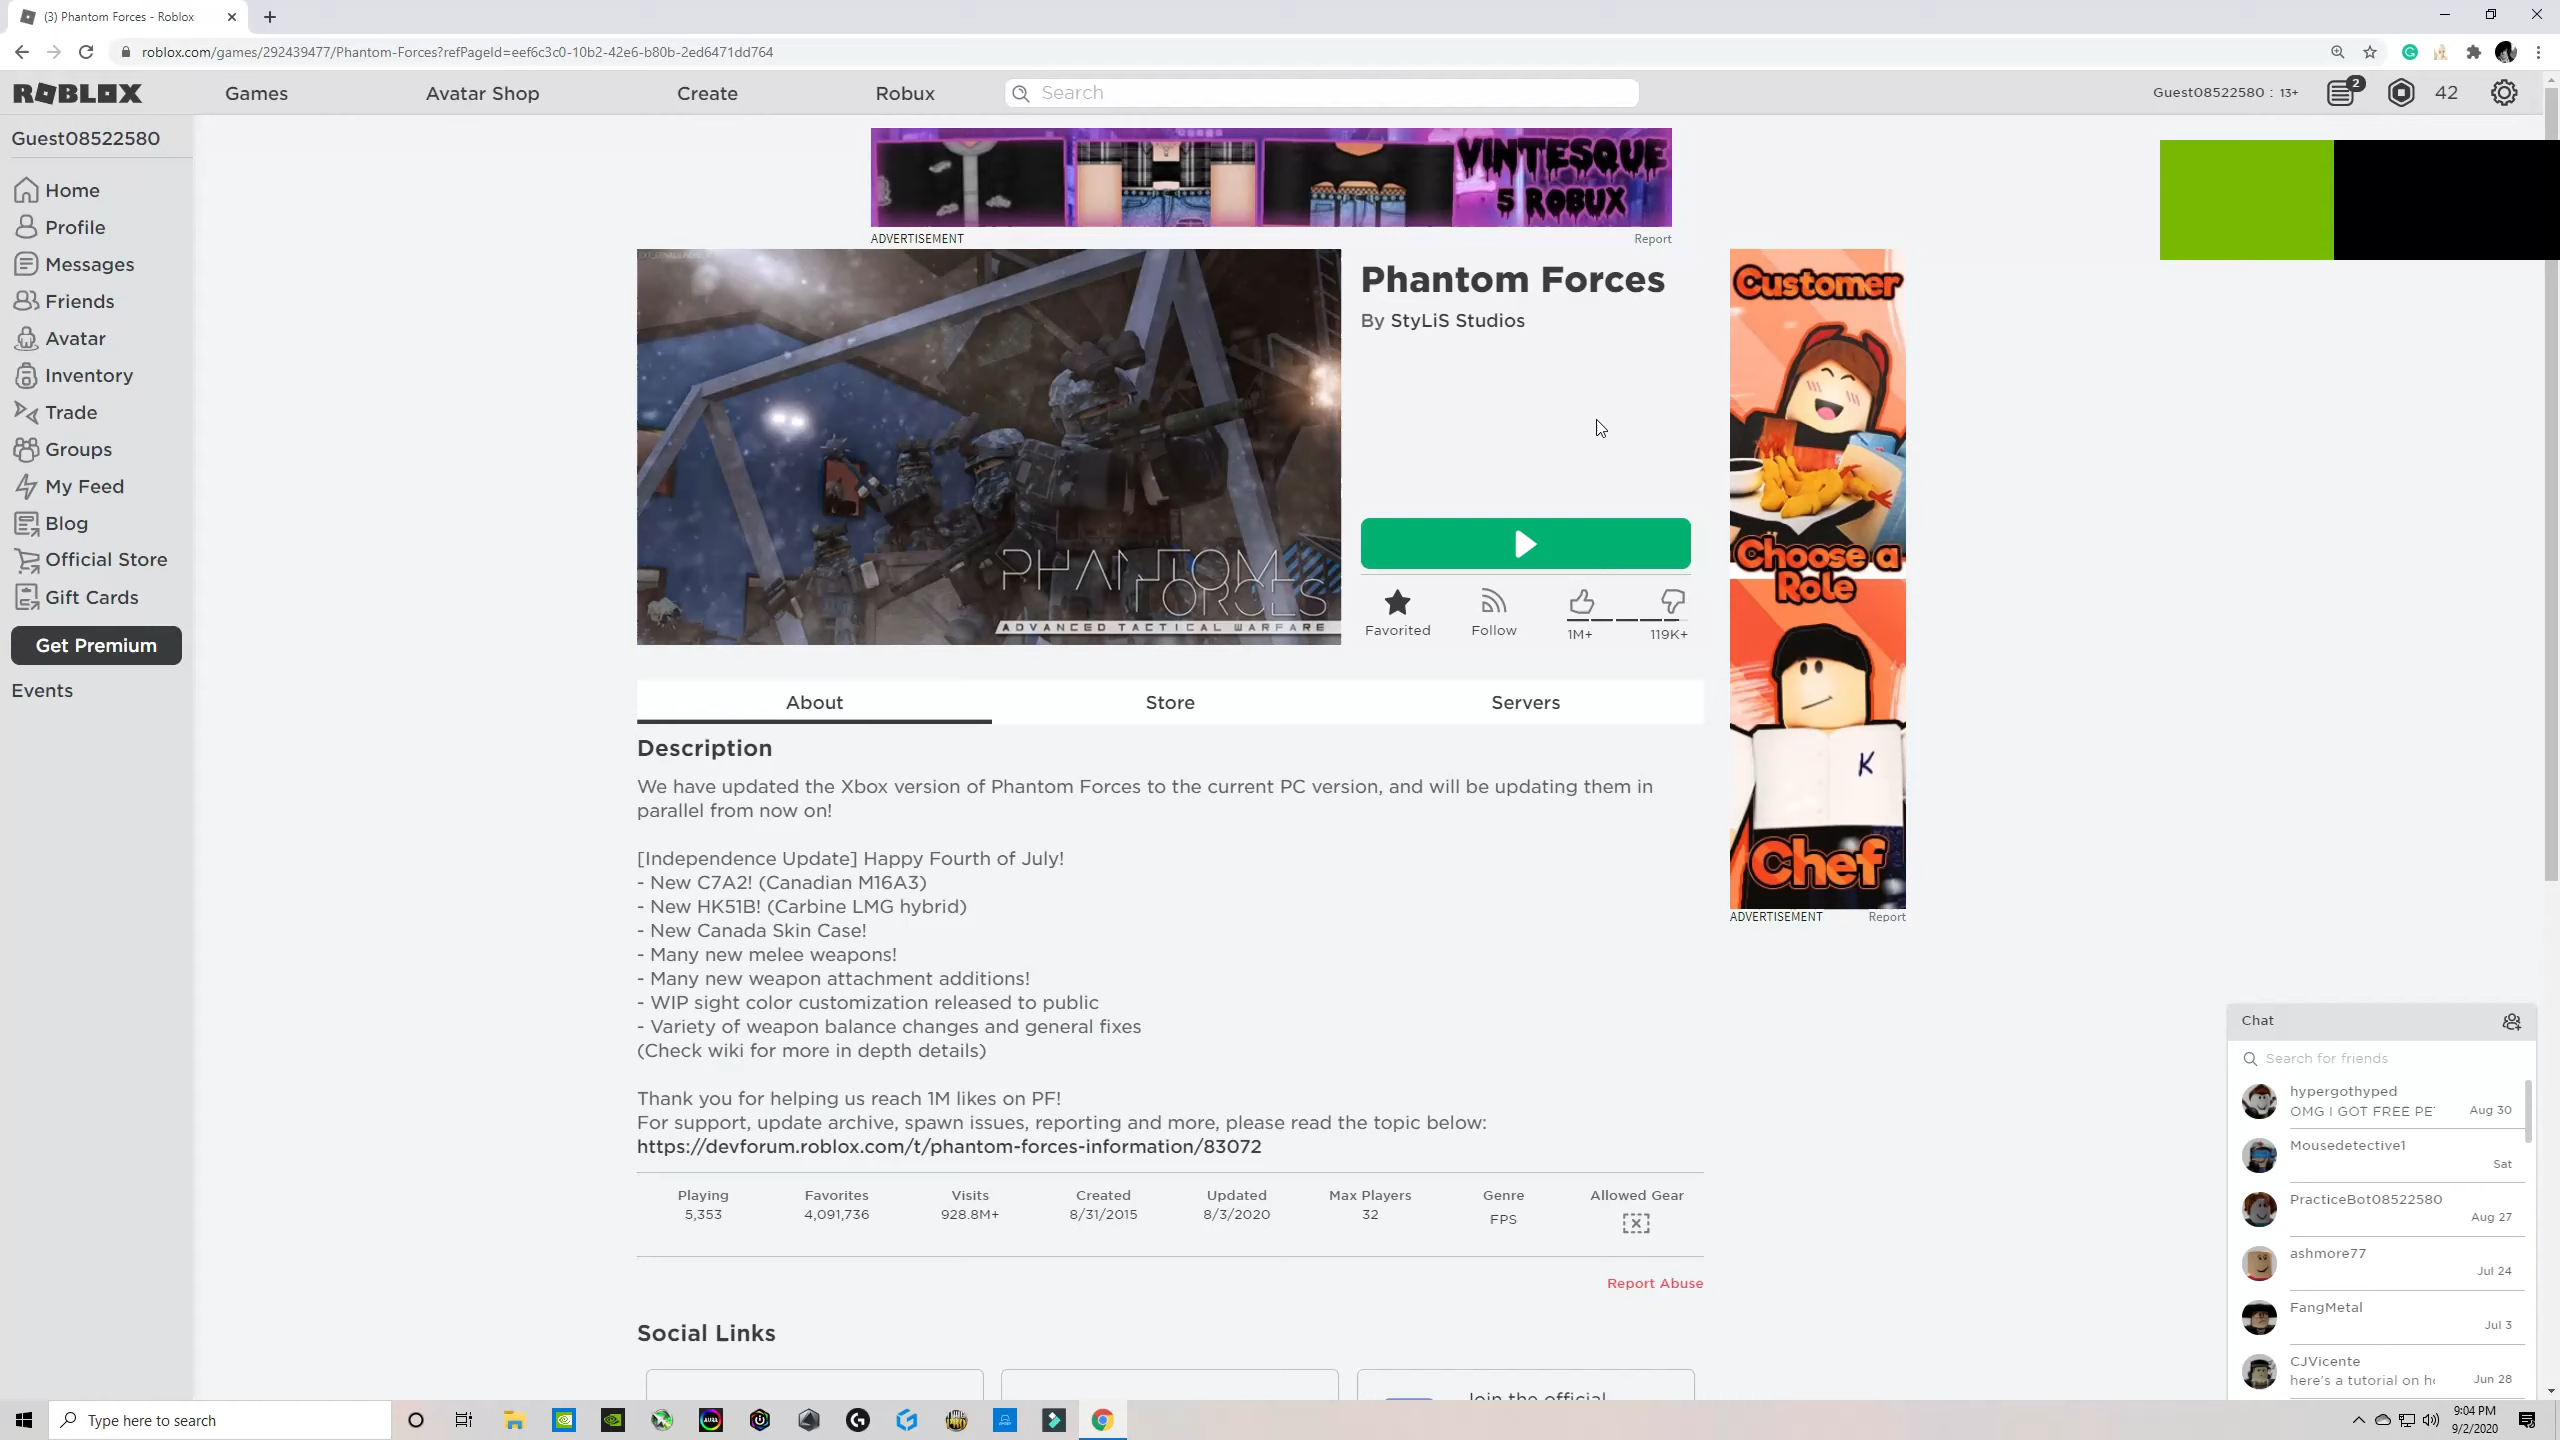 (3) Phantom Forces - Roblox
roblox.com/games/292439477/Phantom-Forces?refPageId=eef6c3c0-10b2-42e6-b80b-2ed6471dd764
ROBLOX
Games
Avatar Shop
Create
Robux
Search
Guest08522580 : 13+
2
42
Guest08522580
Home
Profile
Messages
Friends
Avatar
Inventory
Trade
Groups
My Feed
Blog
Official Store
Gift Cards
Get Premium
Events
VINTESQUE
5 ROBUX
ADVERTISEMENT
Report
PHANTOM
FORCES
ADVANCED TACTICAL WARFARE
Phantom Forces
By StyLiS Studios
Favorited
Follow
1M+
119K+
Customer
Choose a
Role
K
Chef
ADVERTISEMENT
Report
About
Store
Servers
Description
We have updated the Xbox version of Phantom Forces to the current PC version, and will be updating them in
parallel from now on!
[Independence Update] Happy Fourth of July!
- New C7A2! (Canadian M16A3)
- New HK51B! (Carbine LMG hybrid)
- New Canada Skin Case!
- Many new melee weapons!
- Many new weapon attachment additions!
- WIP sight color customization released to public
- Variety of weapon balance changes and general fixes
(Check wiki for more in depth details)
Thank you for helping us reach 1M likes on PF!
For support, update archive, spawn issues, reporting and more, please read the topic below:
https://devforum.roblox.com/t/phantom-forces-information/83072
Playing
5,353
Favorites
4,091,736
Visits
928.8M+
Created
8/31/2015
Updated
8/3/2020
Max Players
32
Genre
FPS
Allowed Gear
Report Abuse
Social Links
Join the official
Chat
Search for friends
hypergothyped
OMG I GOT FREE PE
Aug 30
Mousedetective1
Sat
PracticeBot08522580
Aug 27
ashmore77
Jul 24
FangMetal
Jul 3
CJVicente
here's a tutorial on h
Jun 28
Type here to search
9:04 PM
9/2/2020